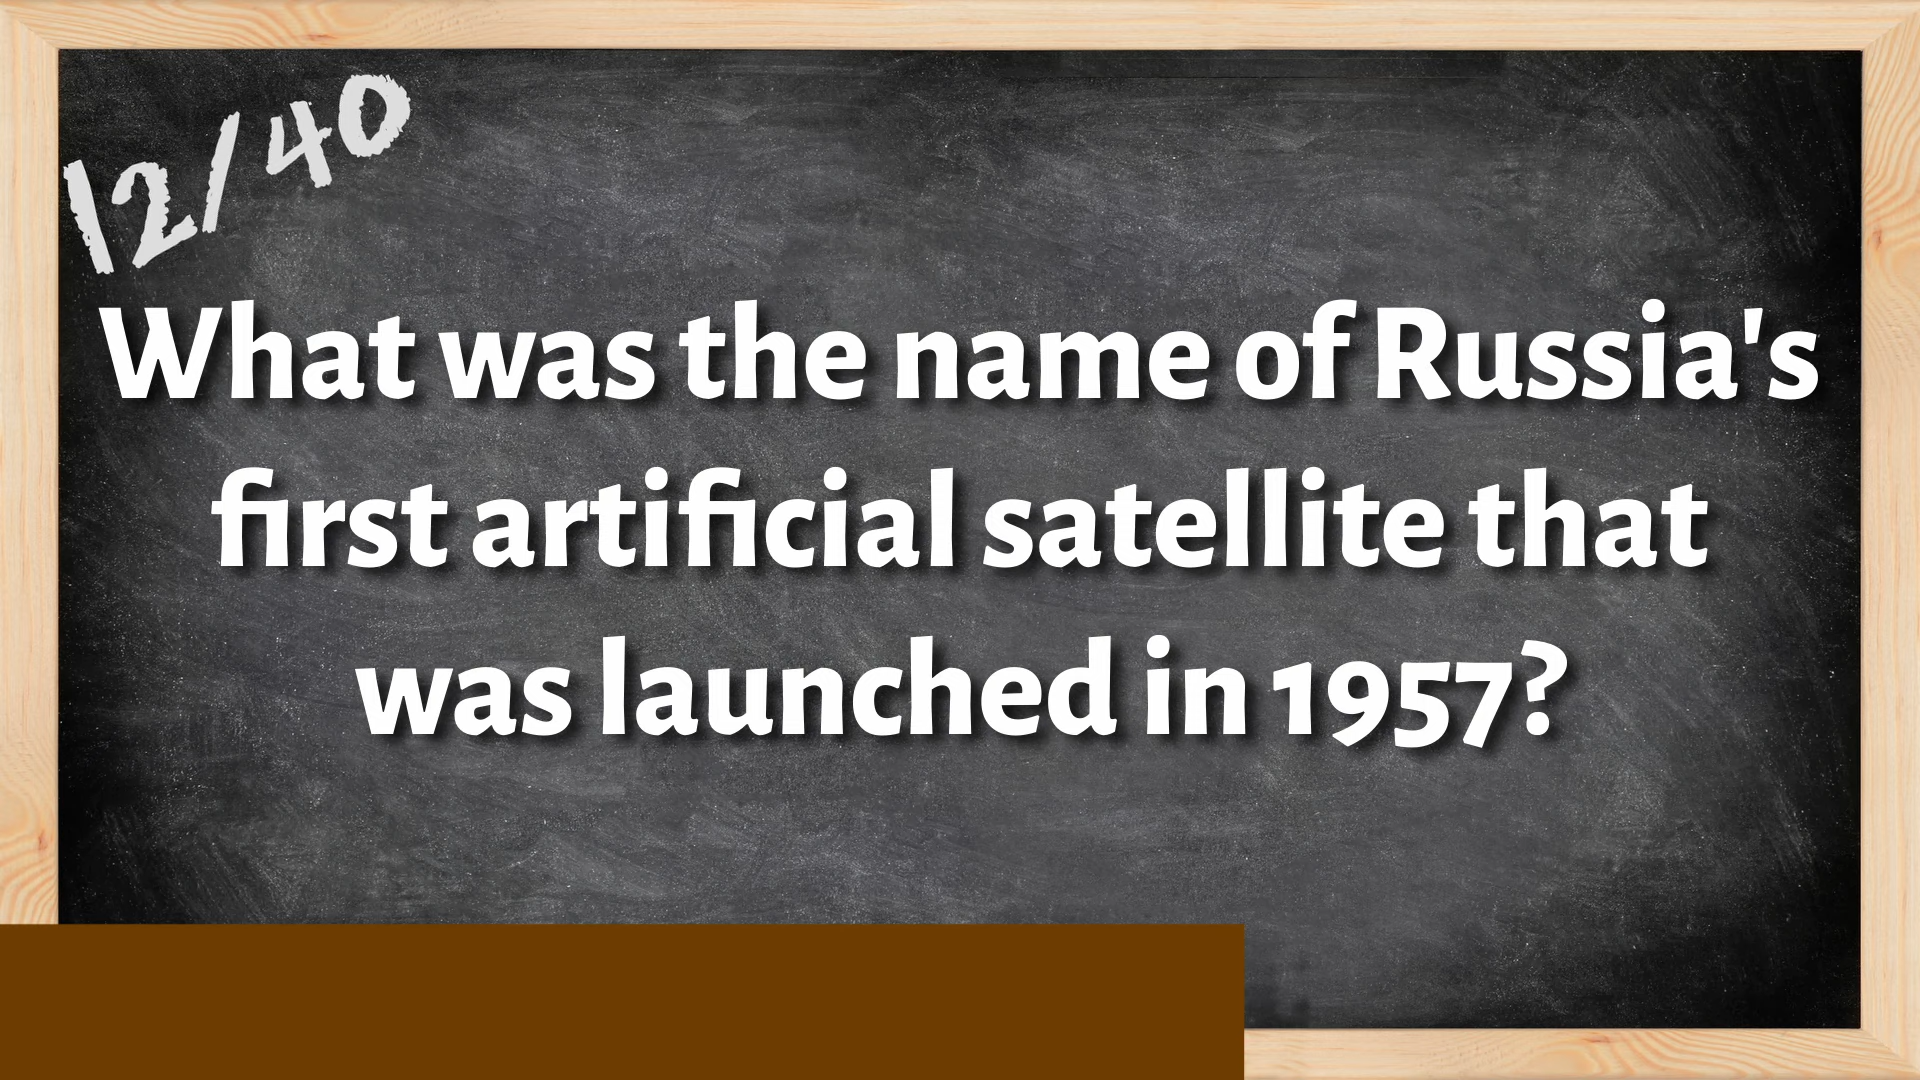 12/40
What was the name of Russia's
first artificial satellite that
was launched in 1957?